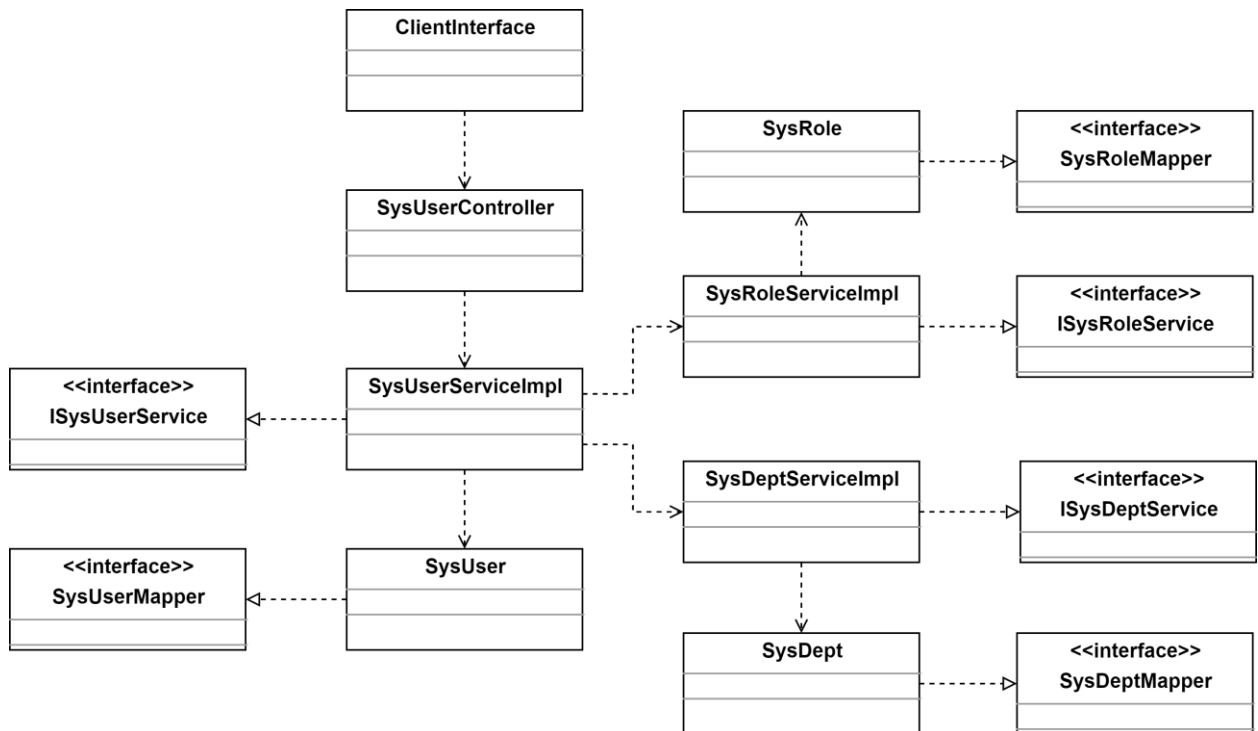 ClientInterface
SysRole
<<interface>>
SysRoleMapper
SysUserController
SysRoleServiceImpl
<<interface>>
ISysRoleService
<<interface>>
ISysUserService
SysUserServiceImpl
SysDeptServiceImpl
<<interface>>
ISysDeptService
<<interface>>
SysUserMapper
SysUser
SysDept
<<interface>>
SysDeptMapper